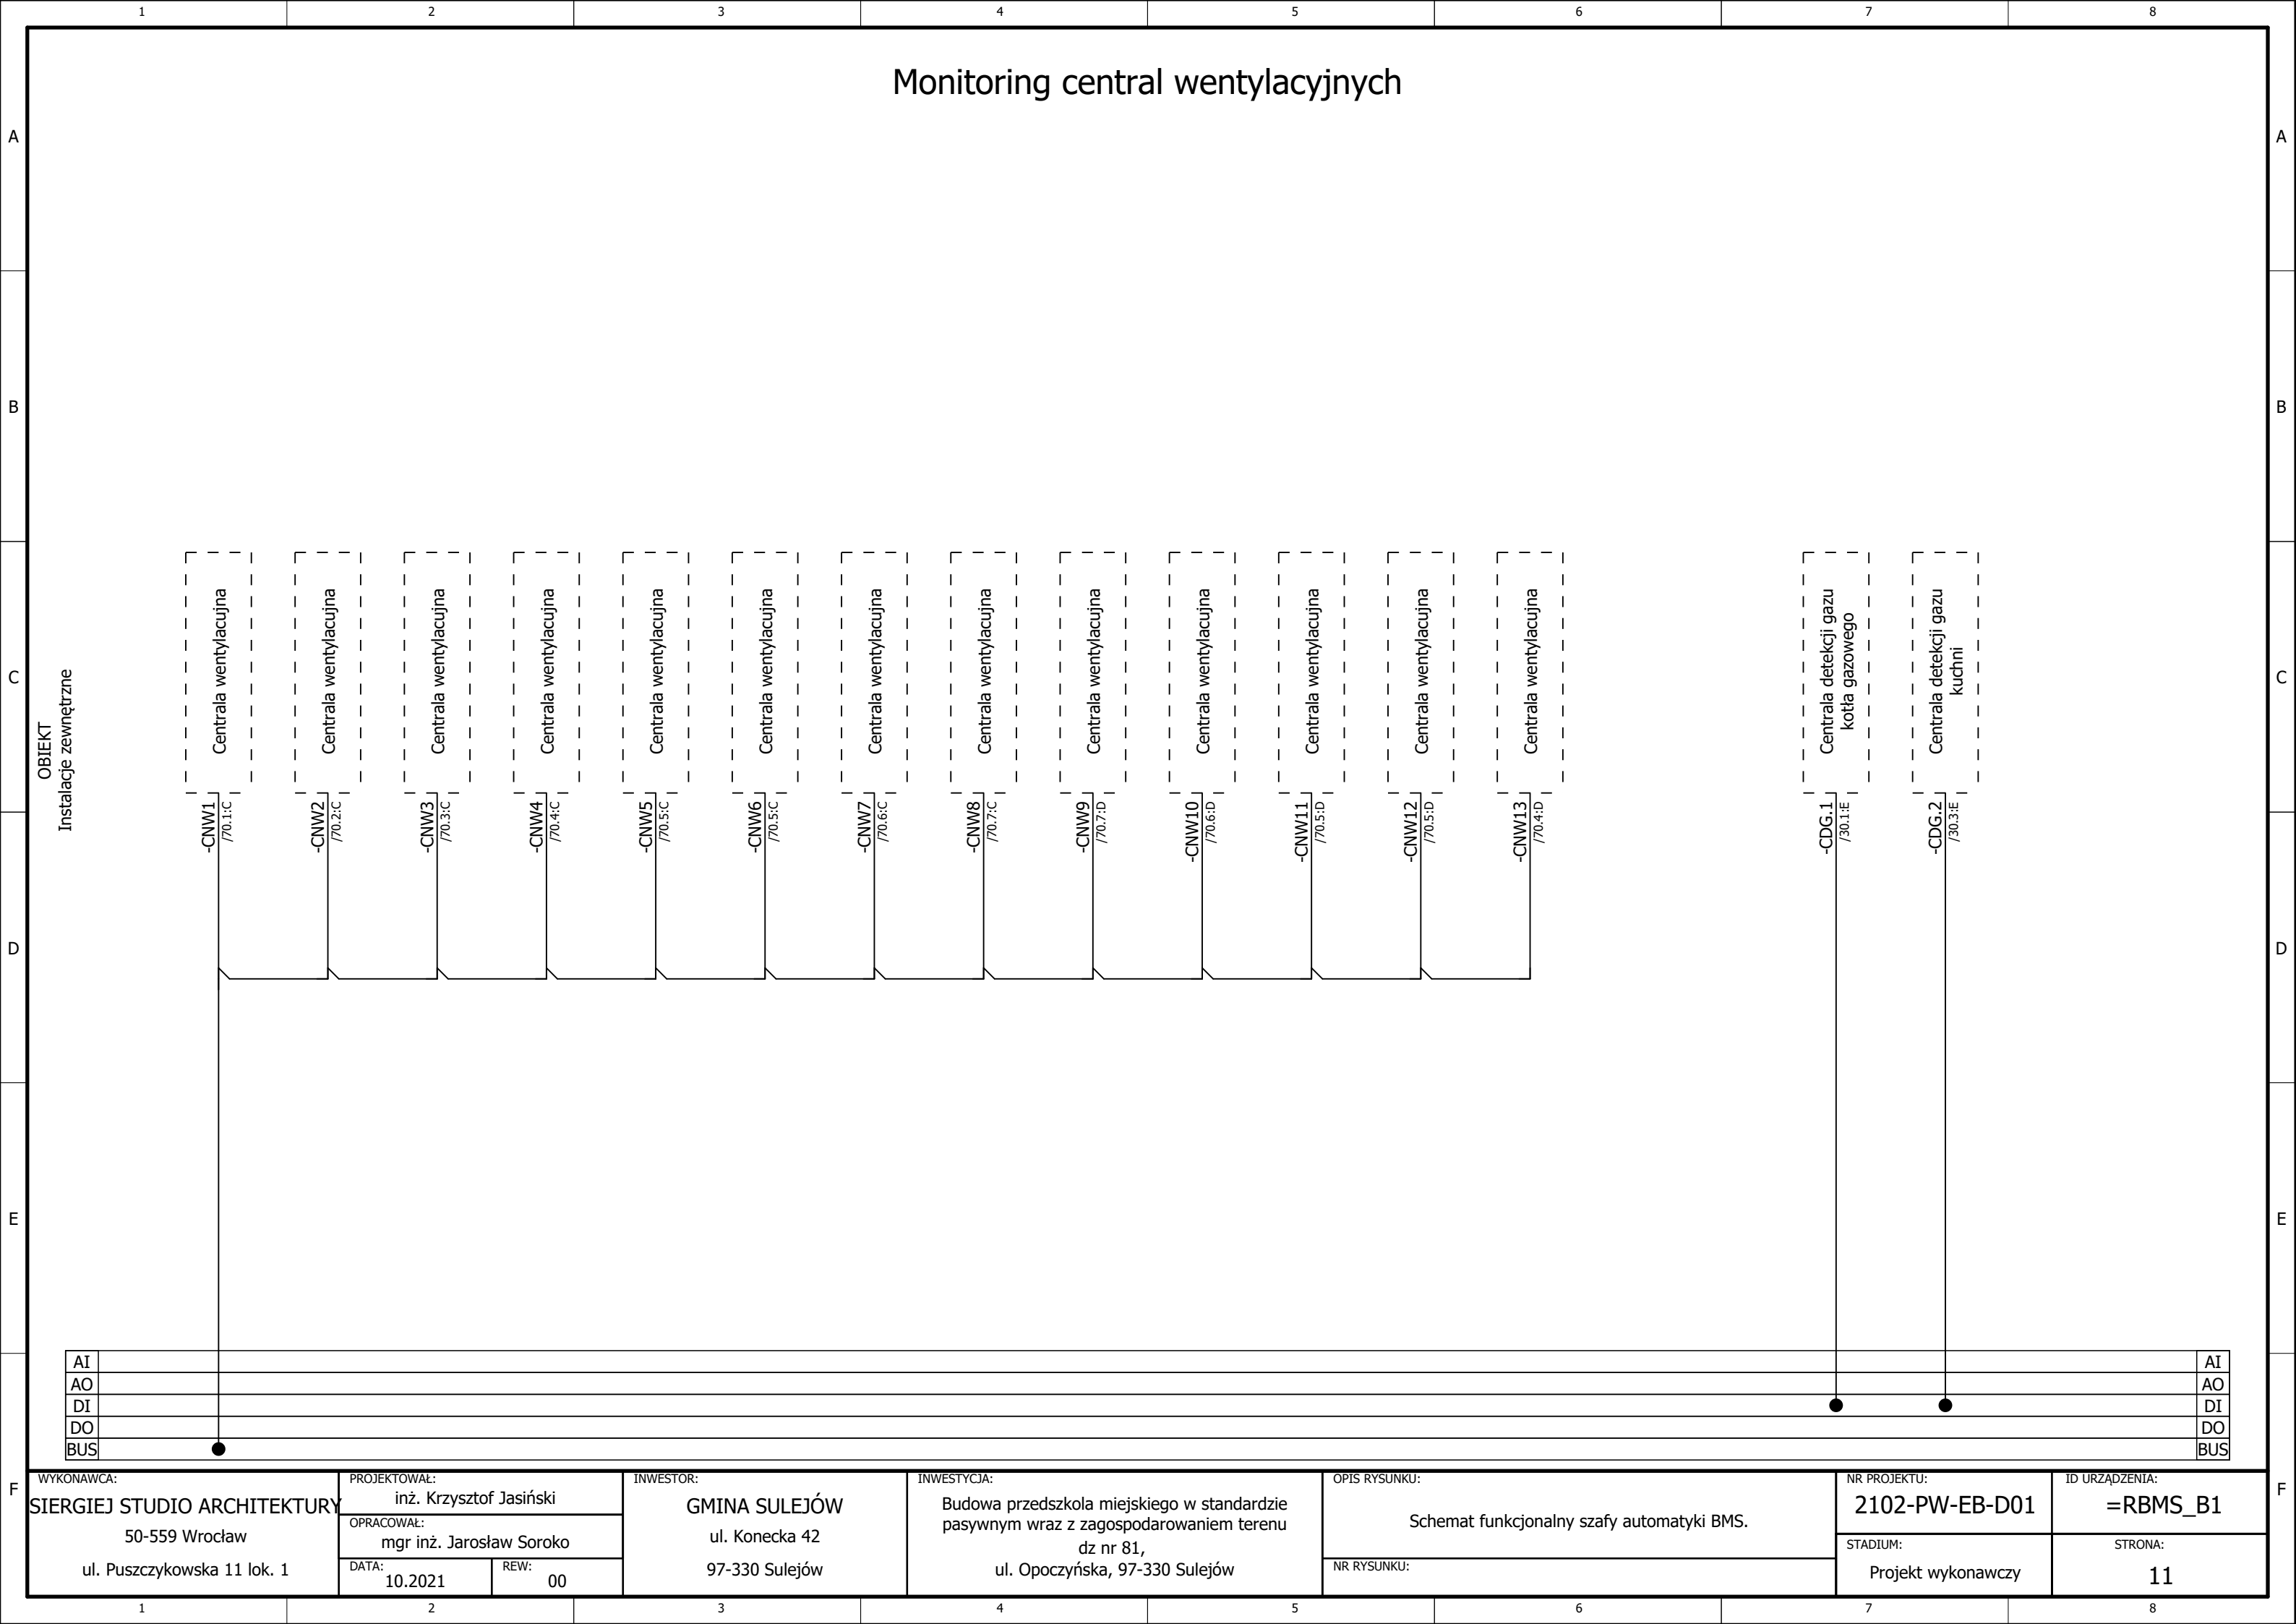 1 2 3 4 5 6 7 8
Monitoring central wentylacyjnych
A A
B B
C C
D D
E E
F F
OBIEKT
Instalacje zewnętrzne
Centrala wentylacujna
-CNW1
/70.1:C
Centrala wentylacujna
-CNW2
/70.2:C
Centrala wentylacujna
-CNW3
/70.3:C
Centrala wentylacujna
-CNW4
/70.4:C
Centrala wentylacujna
-CNW5
/70.5:C
Centrala wentylacujna
-CNW6
/70.5:C
Centrala wentylacujna
-CNW7
/70.6:C
Centrala wentylacujna
-CNW8
/70.7:C
Centrala wentylacujna
-CNW9
/70.7:D
Centrala wentylacujna
-CNW10
/70.6:D
Centrala wentylacujna
-CNW11
/70.5:D
Centrala wentylacujna
-CNW12
/70.5:D
Centrala wentylacujna
-CNW13
/70.4:D
Centrala detekcji gazu
kotła gazowego
-CDG.1
/30.1:E
Centrala detekcji gazu
kuchni
-CDG.2
/30.3:E
AI AI
AO AO
DI DI
DO DO
BUS BUS
WYKONAWCA:
SIERGIEJ STUDIO ARCHITEKTURY
50-559 Wrocław
ul. Puszczykowska 11 lok. 1
PROJEKTOWAŁ:
inż. Krzysztof Jasiński
OPRACOWAŁ:
mgr inż. Jarosław Soroko
DATA:
10.2021
REW:
00
INWESTOR:
GMINA SULEJÓW
ul. Konecka 42
97-330 Sulejów
INWESTYCJA:
Budowa przedszkola miejskiego w standardzie
pasywnym wraz z zagospodarowaniem terenu
dz nr 81,
ul. Opoczyńska, 97-330 Sulejów
OPIS RYSUNKU:
Schemat funkcjonalny szafy automatyki BMS.
NR RYSUNKU:
NR PROJEKTU:
2102-PW-EB-D01
ID URZĄDZENIA:
=RBMS_B1
STADIUM:
Projekt wykonawczy
STRONA:
11
1 2 3 4 5 6 7 8